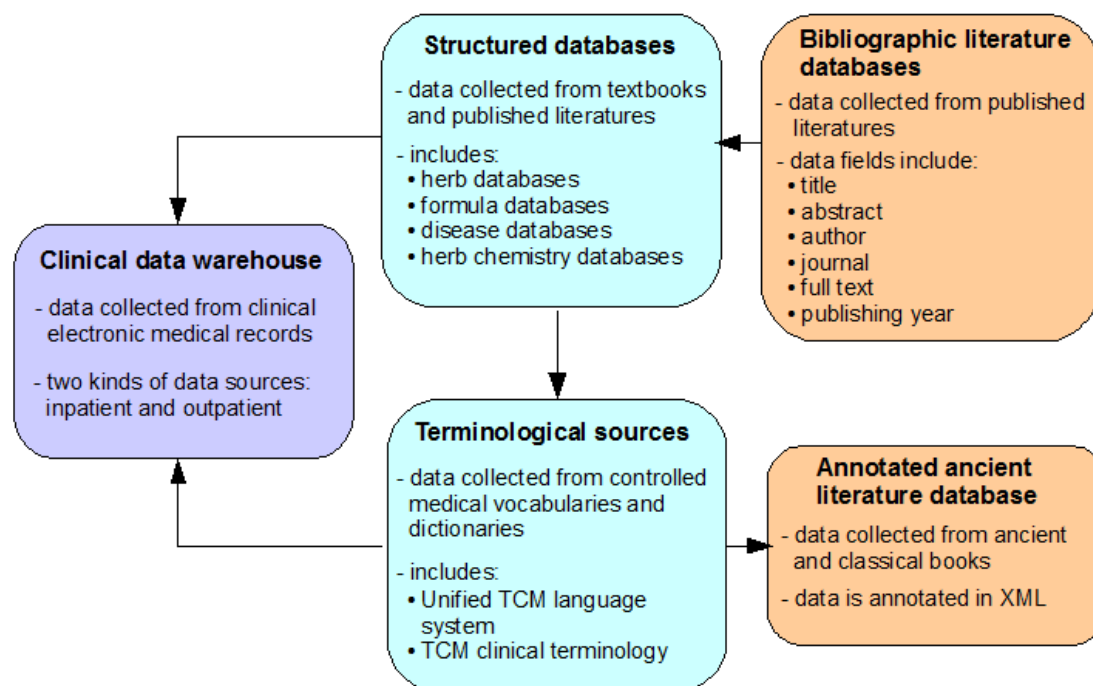 Structured databases
- data collected from textbooks
and published literatures
- includes:
• herb databases
• formula databases
• disease databases
• herb chemistry databases
Bibliographic literature
databases
- data collected from published
literatures
- data fields include:
• title
• abstract
• author
• journal
• full text
• publishing year
Clinical data warehouse
- data collected from clinical
electronic medical records
- two kinds of data sources:
inpatient and outpatient
Terminological sources
- data collected from controlled
medical vocabularies and
dictionaries
- includes:
• Unified TCM language
system
• TCM clinical terminology
Annotated ancient
literature database
- data collected from ancient
and classical books
- data is annotated in XML